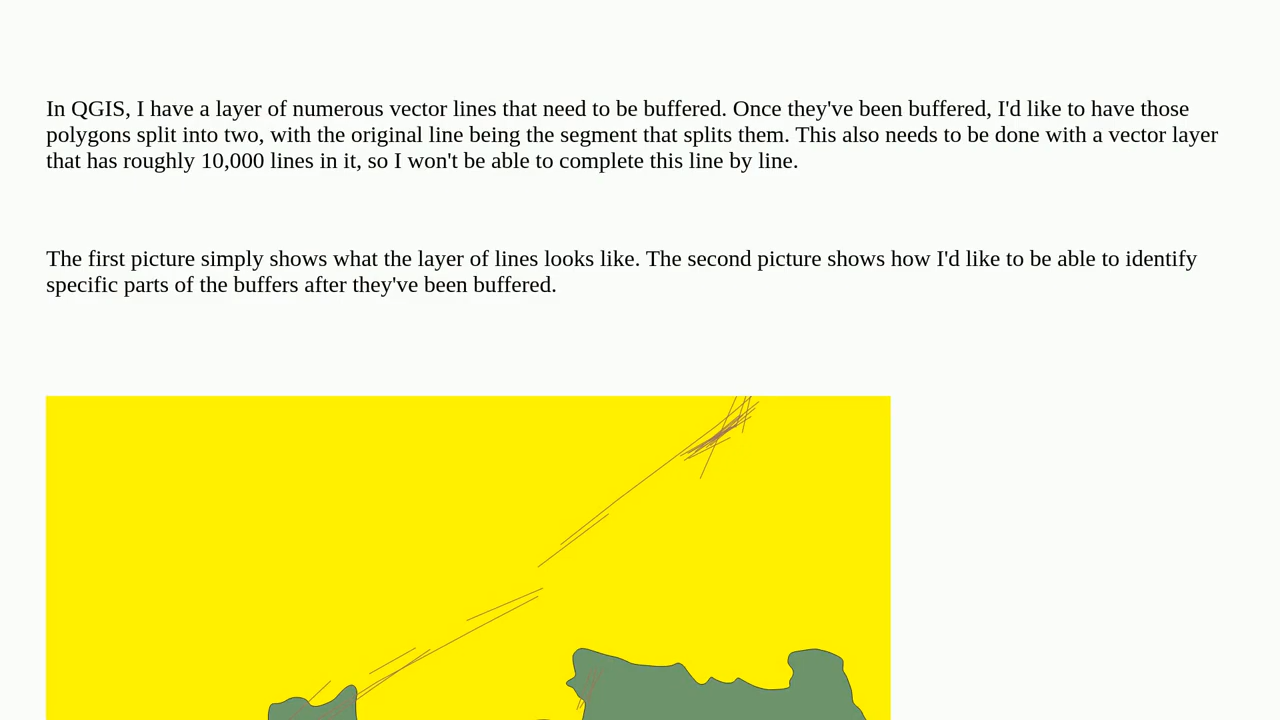 In QGIS, I have a layer of numerous vector lines that need to be buffered. Once they've been buffered, I'd like to have those
polygons split into two, with the original line being the segment that splits them. This also needs to be done with a vector layer
that has roughly 10,000 lines in it, so I won't be able to complete this line by line.
The first picture simply shows what the layer of lines looks like. The second picture shows how I'd like to be able to identify
specific parts of the buffers after they've been buffered.